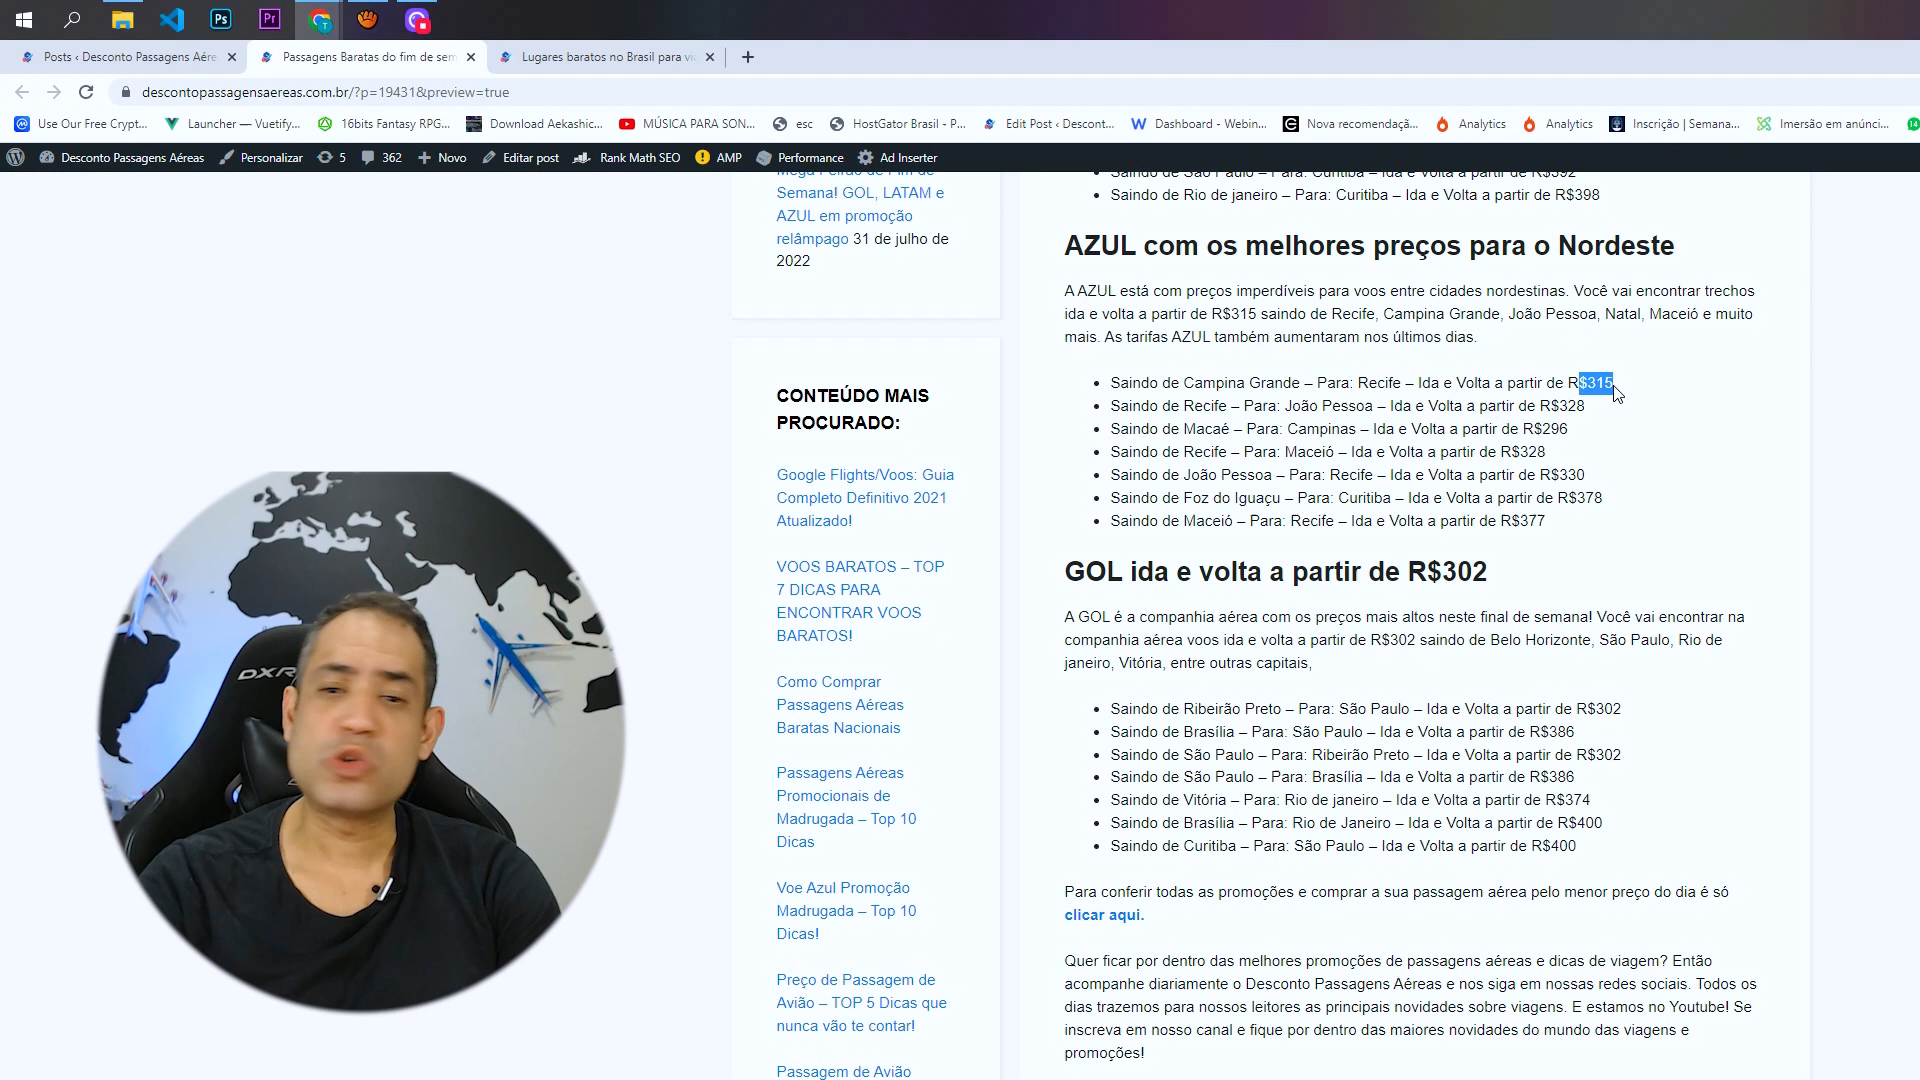 Ps
Pr
Posts ‹ Desconto Passagens Aére
Passagens Baratas do fim de sem
Lugares baratos no Brasil para vi
descontopassagensaereas.com.br/?p=19431&preview=true
Use Our Free Crypt...
Launcher — Vuetify...
16bits Fantasy RPG...
Download Aekashic...
MÚSICA PARA SON...
esc
HostGator Brasil - P...
Edit Post ‹ Descont...
Dashboard - Webin...
Nova recomendaçã...
Analytics
Analytics
Inscrição | Semana...
Imersão em anúnci...
Desconto Passagens Aéreas
Personalizar
5
362
Novo
Editar post
Rank Math SEO
AMP
Performance
Ad Inserter
Mega Feirão de Fim de
Semana! GOL, LATAM e
AZUL em promoção
relâmpago 31 de julho de
2022
CONTEÚDO MAIS
PROCURADO:
Google Flights/Voos: Guia
Completo Definitivo 2021
Atualizado!
VOOS BARATOS – TOP
7 DICAS PARA
ENCONTRAR VOOS
BARATOS!
Como Comprar
Passagens Aéreas
Baratas Nacionais
Passagens Aéreas
Promocionais de
Madrugada – Top 10
Dicas
Voe Azul Promoção
Madrugada – Top 10
Dicas!
Preço de Passagem de
Avião – TOP 5 Dicas que
nunca vão te contar!
Passagem de Avião
Saindo de São Paulo – Para: Curitiba – Ida e Volta a partir de R$392
Saindo de Rio de janeiro – Para: Curitiba – Ida e Volta a partir de R$398
AZUL com os melhores preços para o Nordeste
A AZUL está com preços imperdíveis para voos entre cidades nordestinas. Você vai encontrar trechos
ida e volta a partir de R$315 saindo de Recife, Campina Grande, João Pessoa, Natal, Maceió e muito
mais. As tarifas AZUL também aumentaram nos últimos dias.
Saindo de Campina Grande – Para: Recife – Ida e Volta a partir de R$315
Saindo de Recife – Para: João Pessoa – Ida e Volta a partir de R$328
Saindo de Macaé – Para: Campinas – Ida e Volta a partir de R$296
Saindo de Recife – Para: Maceió – Ida e Volta a partir de R$328
Saindo de João Pessoa – Para: Recife – Ida e Volta a partir de R$330
Saindo de Foz do Iguaçu – Para: Curitiba – Ida e Volta a partir de R$378
Saindo de Maceió – Para: Recife – Ida e Volta a partir de R$377
GOL ida e volta a partir de R$302
A GOL é a companhia aérea com os preços mais altos neste final de semana! Você vai encontrar na
companhia aérea voos ida e volta a partir de R$302 saindo de Belo Horizonte, São Paulo, Rio de
janeiro, Vitória, entre outras capitais,
Saindo de Ribeirão Preto – Para: São Paulo – Ida e Volta a partir de R$302
Saindo de Brasília – Para: São Paulo – Ida e Volta a partir de R$386
Saindo de São Paulo – Para: Ribeirão Preto – Ida e Volta a partir de R$302
Saindo de São Paulo – Para: Brasília – Ida e Volta a partir de R$386
Saindo de Vitória – Para: Rio de janeiro – Ida e Volta a partir de R$374
Saindo de Brasília – Para: Rio de Janeiro – Ida e Volta a partir de R$400
Saindo de Curitiba – Para: São Paulo – Ida e Volta a partir de R$400
Para conferir todas as promoções e comprar a sua passagem aérea pelo menor preço do dia é só
clicar aqui.
Quer ficar por dentro das melhores promoções de passagens aéreas e dicas de viagem? Então
acompanhe diariamente o Desconto Passagens Aéreas e nos siga em nossas redes sociais. Todos os
dias trazemos para nossos leitores as principais novidades sobre viagens. E estamos no Youtube! Se
inscreva em nosso canal e fique por dentro das maiores novidades do mundo das viagens e
promoções!
DXR